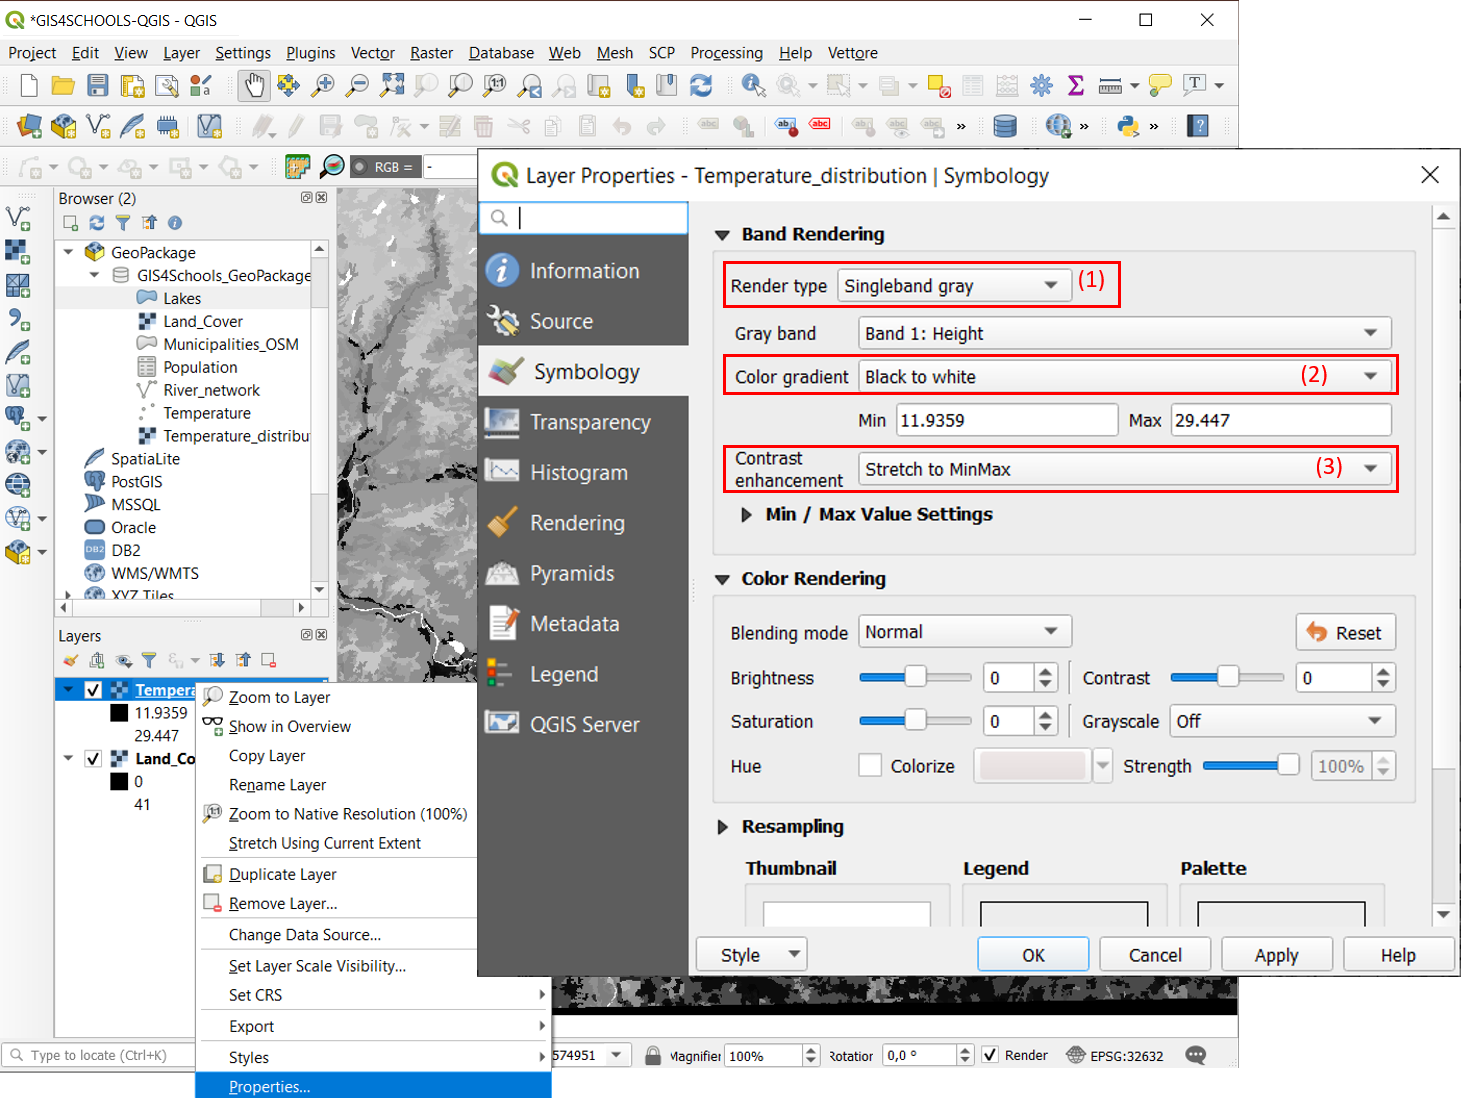 *GIS4SCHOOLS-QGIS - QGIS
Project Edit View Layer Settings Plugins Vector Raster Database Web Mesh SCP Processing Help Vettore
RGB = -
Browser (2)
GeoPackage
GIS4Schools_GeoPackage
Lakes
Land_Cover
Municipalities_OSM
Population
River_network
Temperature
Temperature_distribu
SpatiaLite
PostGIS
MSSQL
Oracle
DB2
WMS/WMTS
XYZ Tiles
Layers
Tempera
11.9359
29.447
Land_Co
0
41
Zoom to Layer
Show in Overview
Copy Layer
Rename Layer
Zoom to Native Resolution (100%)
Stretch Using Current Extent
Duplicate Layer
Remove Layer...
Change Data Source...
Set Layer Scale Visibility...
Set CRS
Export
Styles
Properties...
Layer Properties - Temperature_distribution | Symbology
Information
Source
Symbology
Transparency
Histogram
Rendering
Pyramids
Metadata
Legend
QGIS Server
Band Rendering
Render type Singleband gray (1)
Gray band Band 1: Height
Color gradient Black to white (2)
Min 11.9359 Max 29.447
Contrast enhancement Stretch to MinMax (3)
Min / Max Value Settings
Color Rendering
Blending mode Normal Reset
Brightness 0 Contrast 0
Saturation 0 Grayscale Off
Hue Colorize Strength 100%
Resampling
Thumbnail Legend Palette
Style OK Cancel Apply Help
Type to locate (Ctrl+K) 574951 Magnifier 100% Rotation 0,0 ° Render EPSG:32632